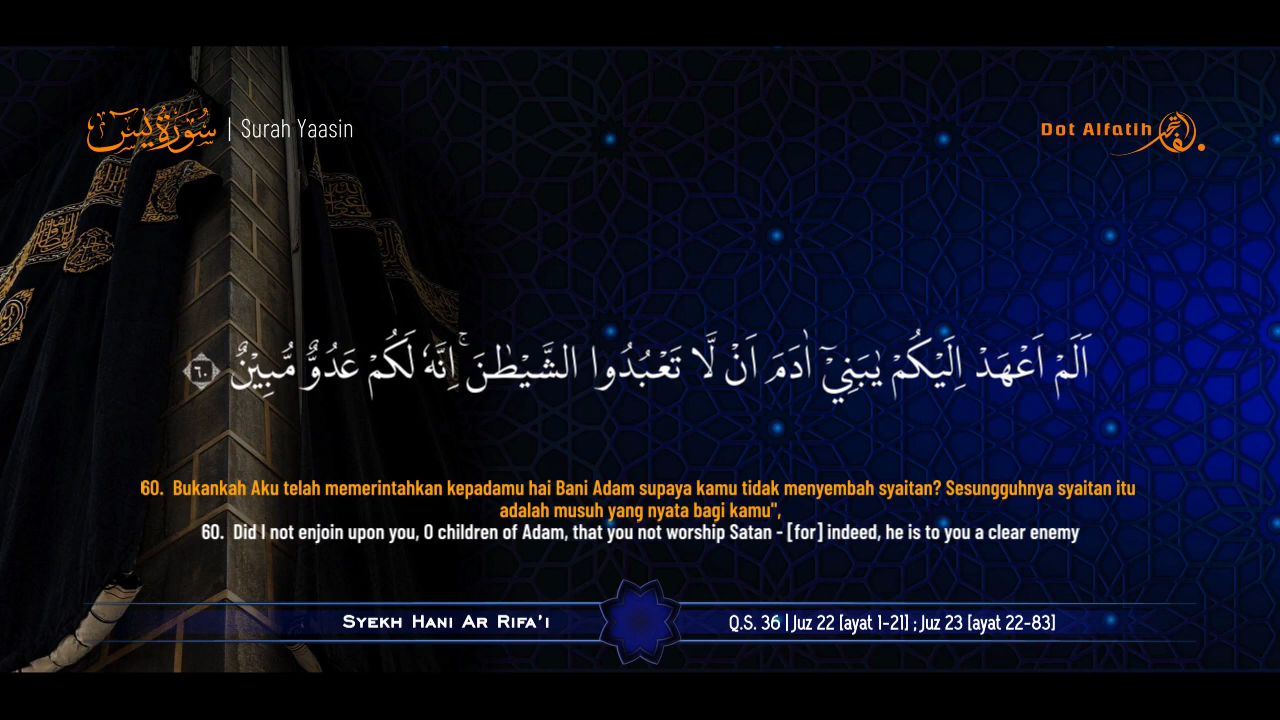 سُوْرَةُ يٰسٓ | Surah Yaasin
Dot Alfatih
اَلَمْ اَعْهَدْ اِلَيْكُمْ يٰبَنِيْٓ اٰدَمَ اَنْ لَّا تَعْبُدُوا الشَّيْطٰنَۚ اِنَّهٗ لَكُمْ عَدُوٌّ مُّبِيْنٌ ٦٠
60. Bukankah Aku telah memerintahkan kepadamu hai Bani Adam supaya kamu tidak menyembah syaitan? Sesungguhnya syaitan itu
adalah musuh yang nyata bagi kamu",
60. Did I not enjoin upon you, O children of Adam, that you not worship Satan - [for] indeed, he is to you a clear enemy
Syekh Hani Ar Rifa'i
Q.S. 36 | Juz 22 [ayat 1-21] ; Juz 23 [ayat 22-83]